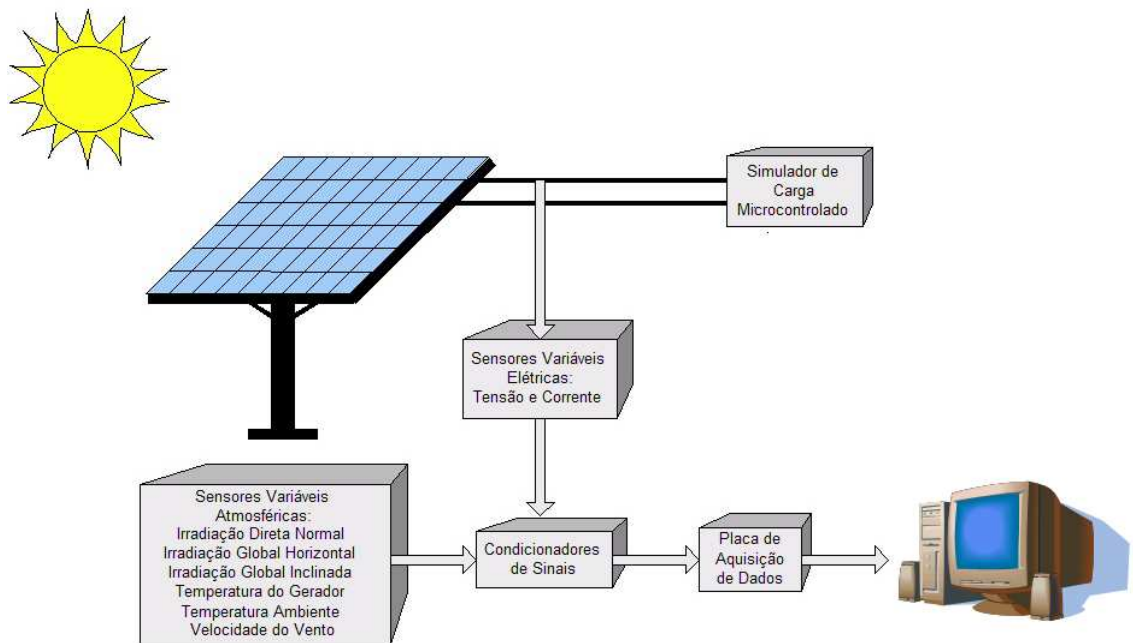 Simulador de
Carga
Microcontrolado
Sensores Variáveis
Elétricas:
Tensão e Corrente
Sensores Variáveis
Atmosféricas:
Irradiação Direta Normal
Irradiação Global Horizontal
Irradiação Global Inclinada
Temperatura do Gerador
Temperatura Ambiente
Velocidade do Vento
Condicionadores
de Sinais
Placa de
Aquisição
de Dados